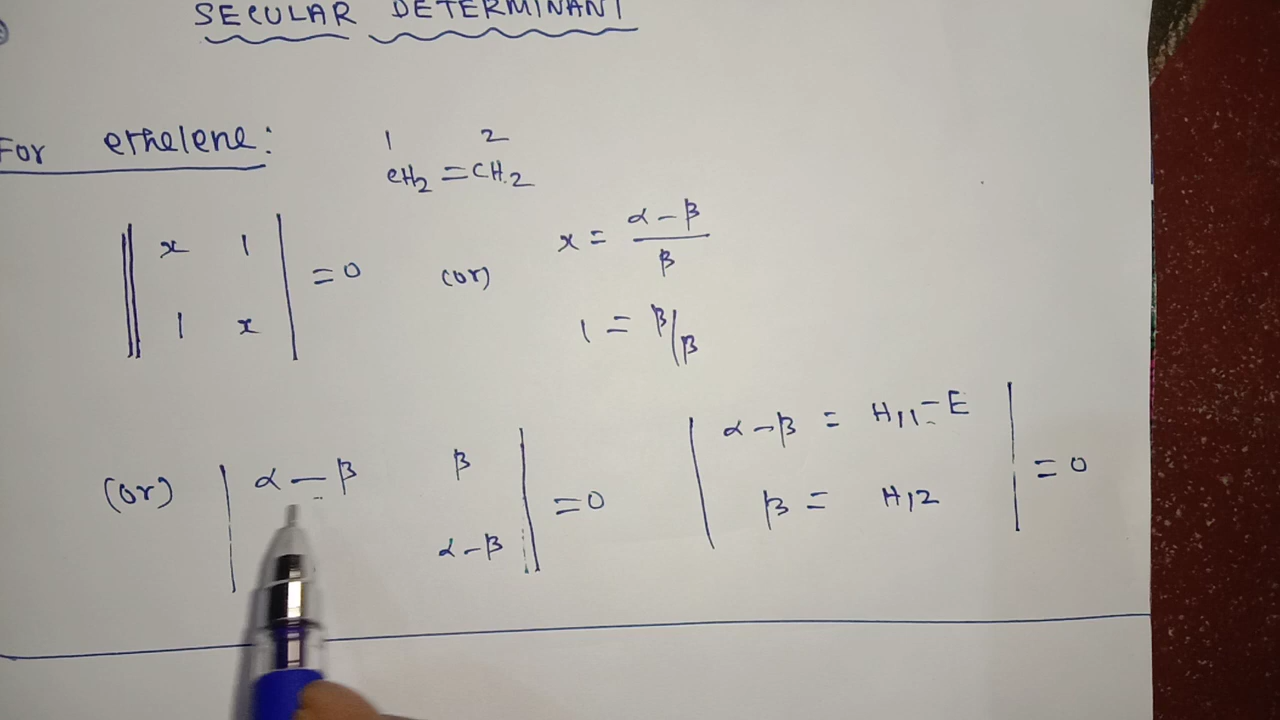 SECULAR DETERMINANT
For ethelene:
1 2
CH2 = CH2
| x 1 | = 0 (or) x = α-β / β
| 1 x | 1 = β/β
(or) | α-β β | = 0 | α-β = H11-E | = 0
| α-β | | β = H12 |